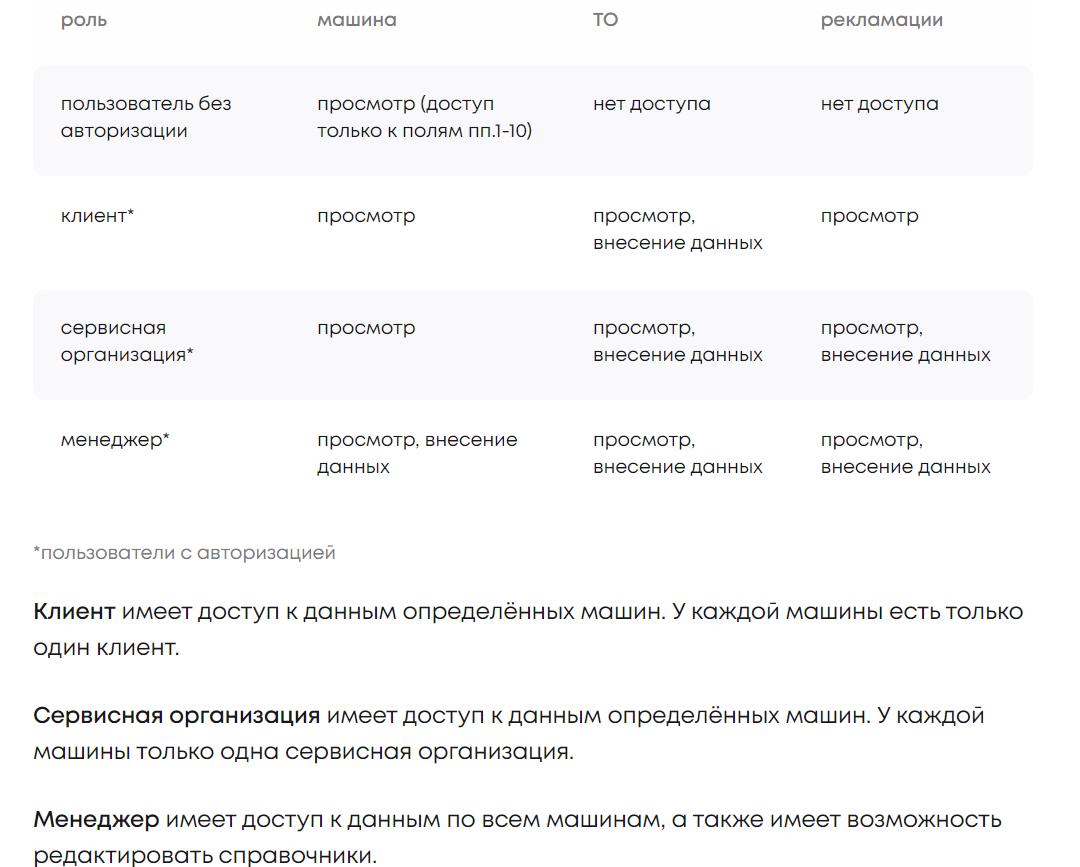 роль машина ТО рекламации
пользователь без просмотр (доступ нет доступа нет доступа
авторизации только к полям пп.1-10)
клиент* просмотр просмотр, просмотр
внесение данных
сервисная просмотр просмотр, просмотр,
организация* внесение данных внесение данных
менеджер* просмотр, внесение просмотр, просмотр,
данных внесение данных внесение данных
*пользователи с авторизацией
Клиент имеет доступ к данным определённых машин. У каждой машины есть только
один клиент.
Сервисная организация имеет доступ к данным определённых машин. У каждой
машины только одна сервисная организация.
Менеджер имеет доступ к данным по всем машинам, а также имеет возможность
редактировать справочники.